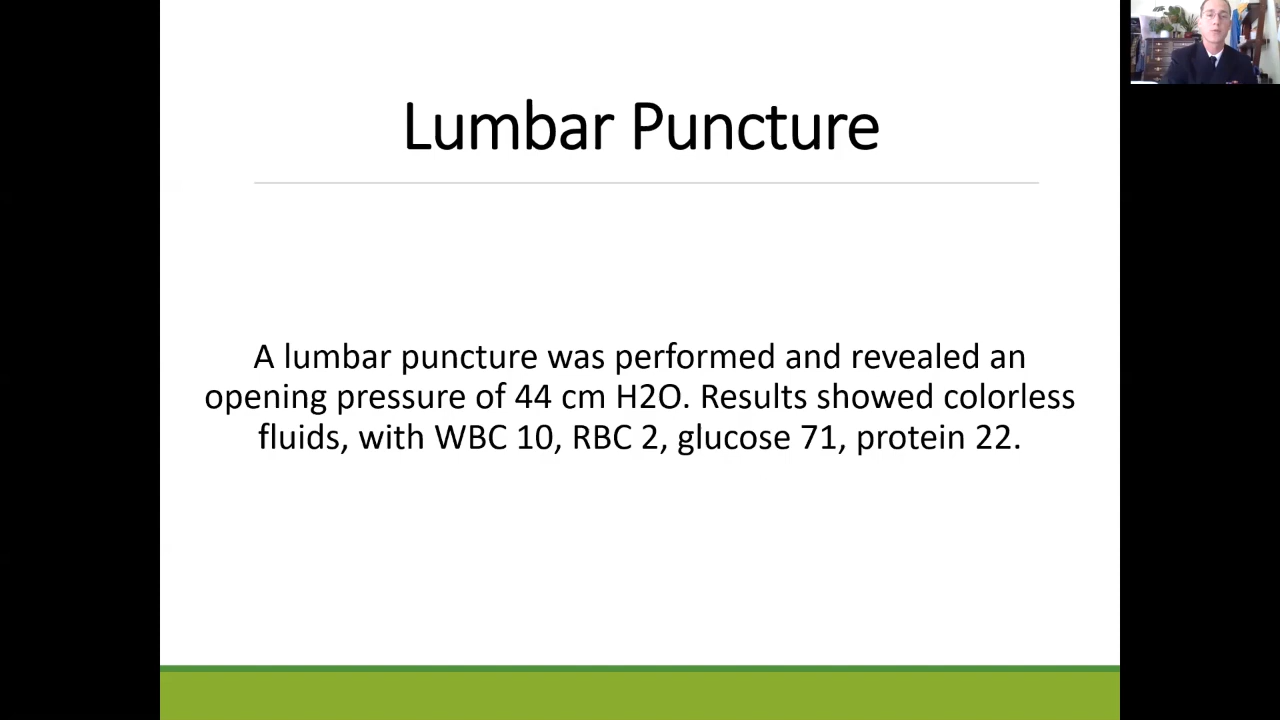 Lumbar Puncture
A lumbar puncture was performed and revealed an
opening pressure of 44 cm H2O. Results showed colorless
fluids, with WBC 10, RBC 2, glucose 71, protein 22.